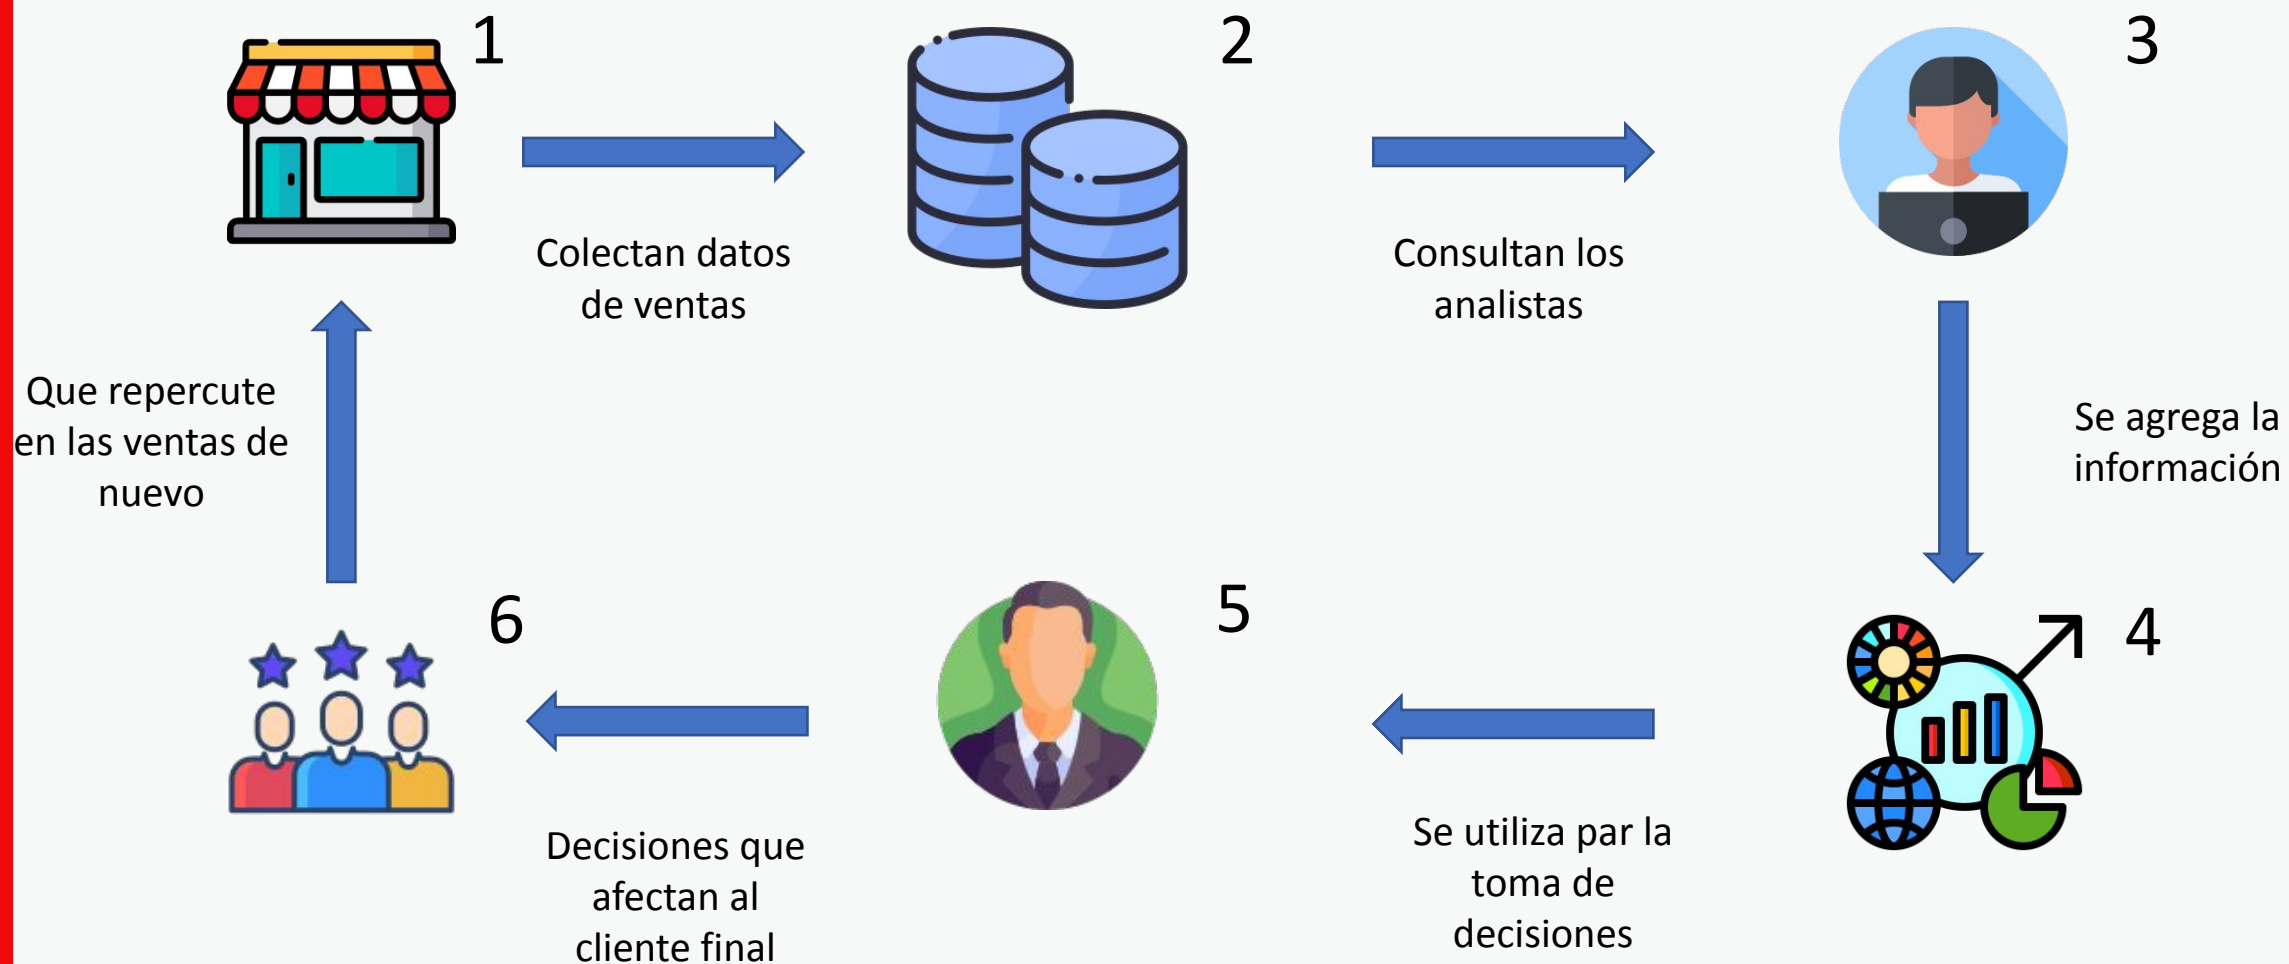 1
Colectan datos
de ventas
2
Consultan los
analistas
3
Se agrega la
información
4
Se utiliza par la
toma de
decisiones
5
Decisiones que
afectan al
cliente final
6
Que repercute
en las ventas de
nuevo